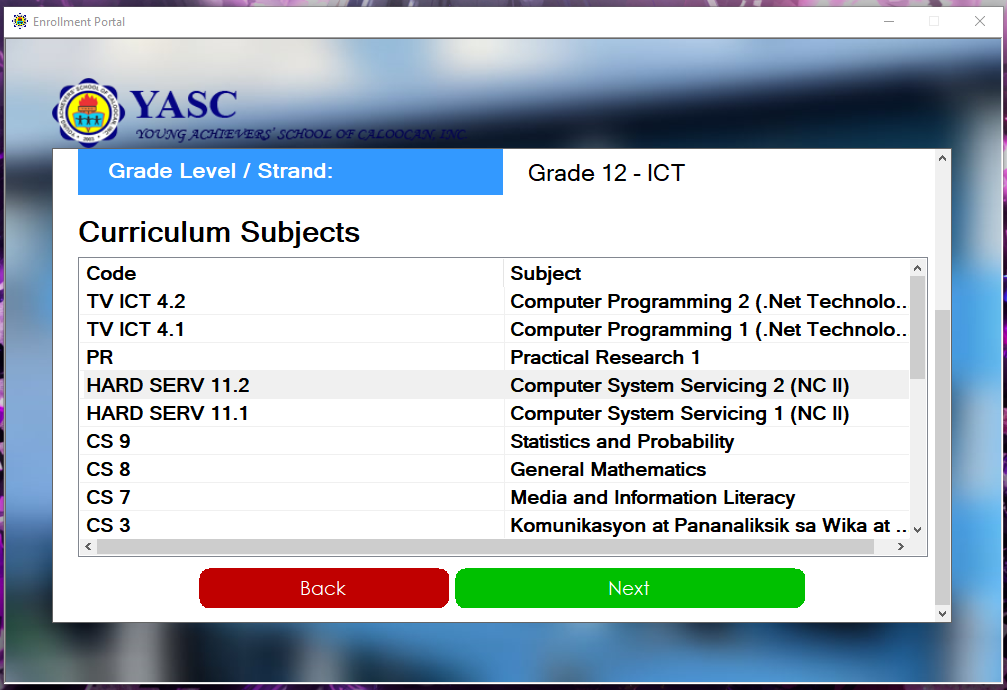 Enrollment Portal
YASC
YOUNG ACHIEVERS' SCHOOL OF CALOOCAN, INC.
Grade Level / Strand:
Grade 12 - ICT
Curriculum Subjects
Code Subject
TV ICT 4.2 Computer Programming 2 (.Net Technolo..
TV ICT 4.1 Computer Programming 1 (.Net Technolo..
PR Practical Research 1
HARD SERV 11.2 Computer System Servicing 2 (NC II)
HARD SERV 11.1 Computer System Servicing 1 (NC II)
CS 9 Statistics and Probability
CS 8 General Mathematics
CS 7 Media and Information Literacy
CS 3 Komunikasyon at Pananaliksik sa Wika at ..
Back
Next